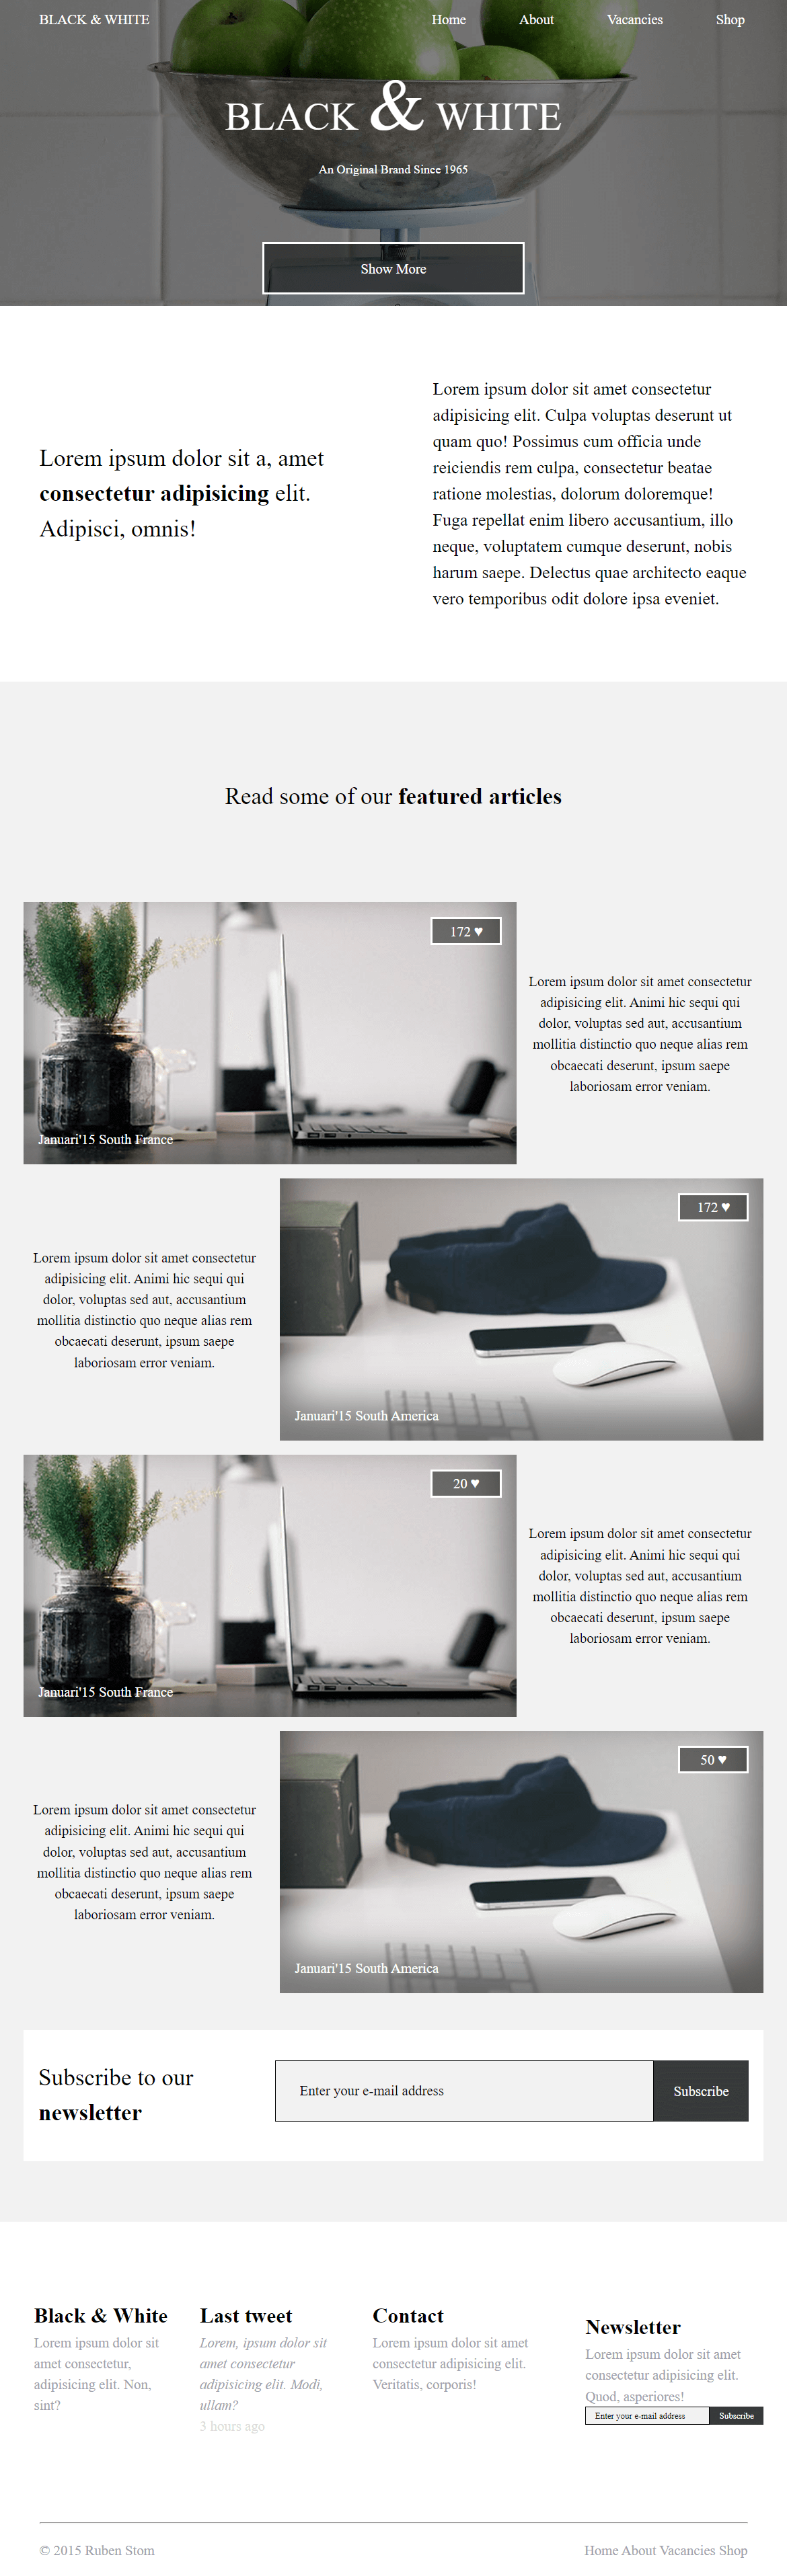 BLACK & WHITE Home About Vacancies Shop
BLACK & WHITE
An Original Brand Since 1965
Show More
Lorem ipsum dolor sit a, amet
consectetur adipisicing elit.
Adipisci, omnis!
Lorem ipsum dolor sit amet consectetur
adipisicing elit. Culpa voluptas deserunt ut
quam quo! Possimus cum officia unde
reiciendis rem culpa, consectetur beatae
ratione molestias, dolorum doloremque!
Fuga repellat enim libero accusantium, illo
neque, voluptatem cumque deserunt, nobis
harum saepe. Delectus quae architecto eaque
vero temporibus odit dolore ipsa eveniet.
Read some of our featured articles
172 ♥
Januari'15 South France
Lorem ipsum dolor sit amet consectetur
adipisicing elit. Animi hic sequi qui
dolor, voluptas sed aut, accusantium
mollitia distinctio quo neque alias rem
obcaecati deserunt, ipsum saepe
laboriosam error veniam.
Lorem ipsum dolor sit amet consectetur
adipisicing elit. Animi hic sequi qui
dolor, voluptas sed aut, accusantium
mollitia distinctio quo neque alias rem
obcaecati deserunt, ipsum saepe
laboriosam error veniam.
172 ♥
Januari'15 South America
20 ♥
Januari'15 South France
Lorem ipsum dolor sit amet consectetur
adipisicing elit. Animi hic sequi qui
dolor, voluptas sed aut, accusantium
mollitia distinctio quo neque alias rem
obcaecati deserunt, ipsum saepe
laboriosam error veniam.
Lorem ipsum dolor sit amet consectetur
adipisicing elit. Animi hic sequi qui
dolor, voluptas sed aut, accusantium
mollitia distinctio quo neque alias rem
obcaecati deserunt, ipsum saepe
laboriosam error veniam.
50 ♥
Januari'15 South America
Subscribe to our
newsletter
Enter your e-mail address
Subscribe
Black & White
Lorem ipsum dolor sit
amet consectetur,
adipisicing elit. Non,
sint?
Last tweet
Lorem, ipsum dolor sit
amet consectetur
adipisicing elit. Modi,
ullam?
3 hours ago
Contact
Lorem ipsum dolor sit amet
consectetur adipisicing elit.
Veritatis, corporis!
Newsletter
Lorem ipsum dolor sit amet
consectetur adipisicing elit.
Quod, asperiores!
Enter your e-mail address
Subscribe
© 2015 Ruben Stom
Home About Vacancies Shop